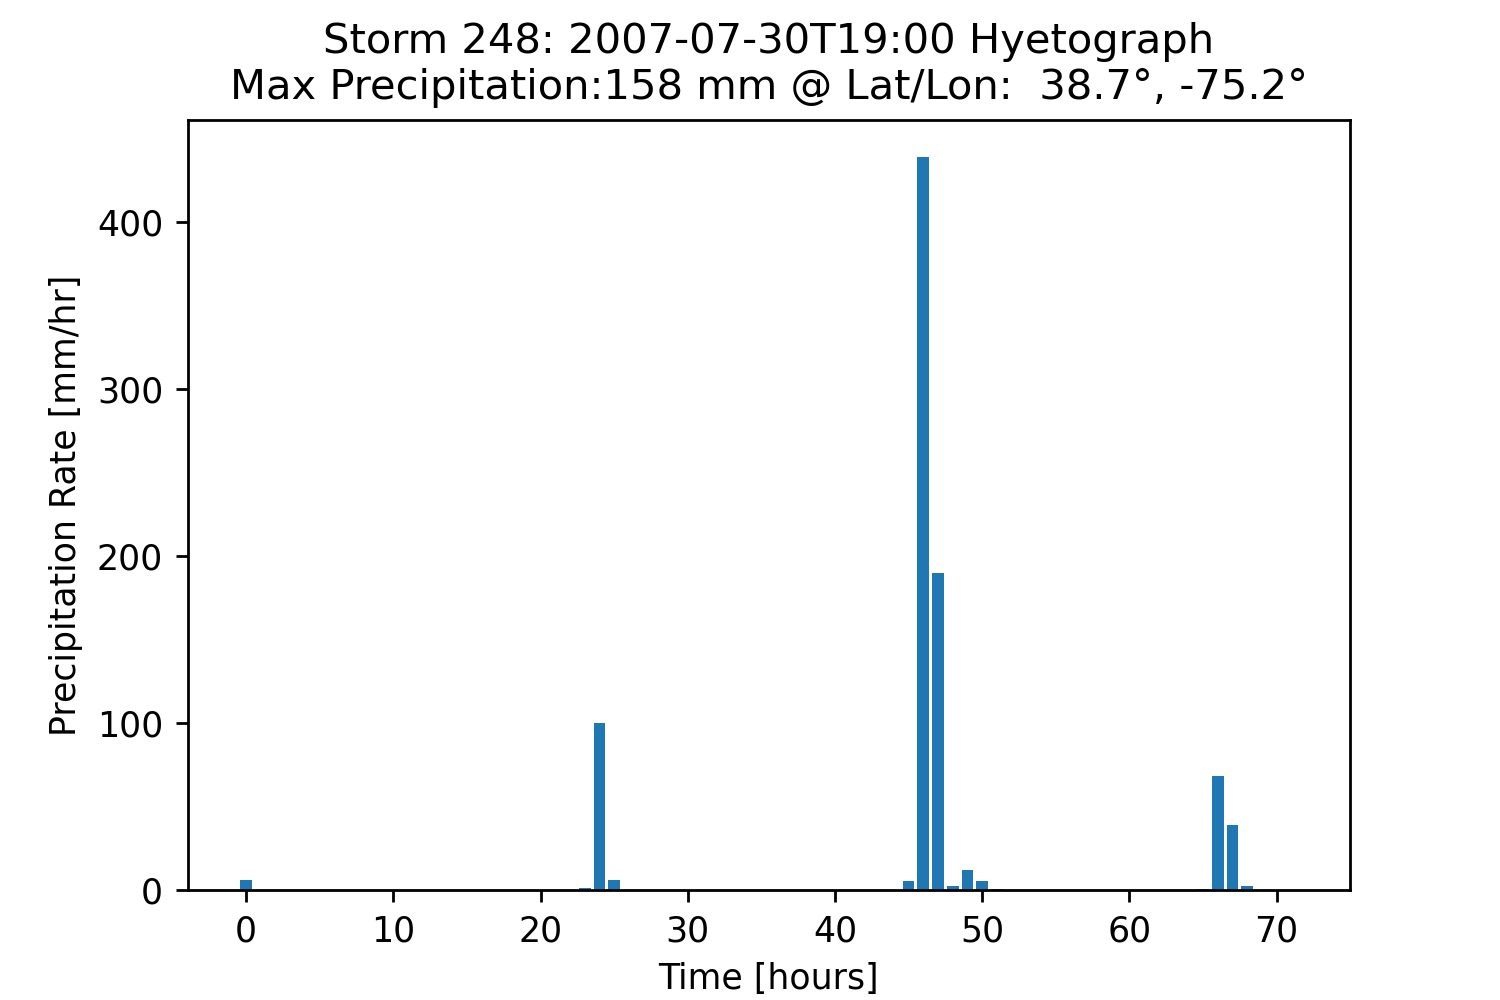 Storm 248: 2007-07-30T19:00 Hyetograph
Max Precipitation:158 mm @ Lat/Lon:  38.7°, -75.2°
Precipitation Rate [mm/hr]
400
300
200
100
0
0 10 20 30 40 50 60 70
Time [hours]